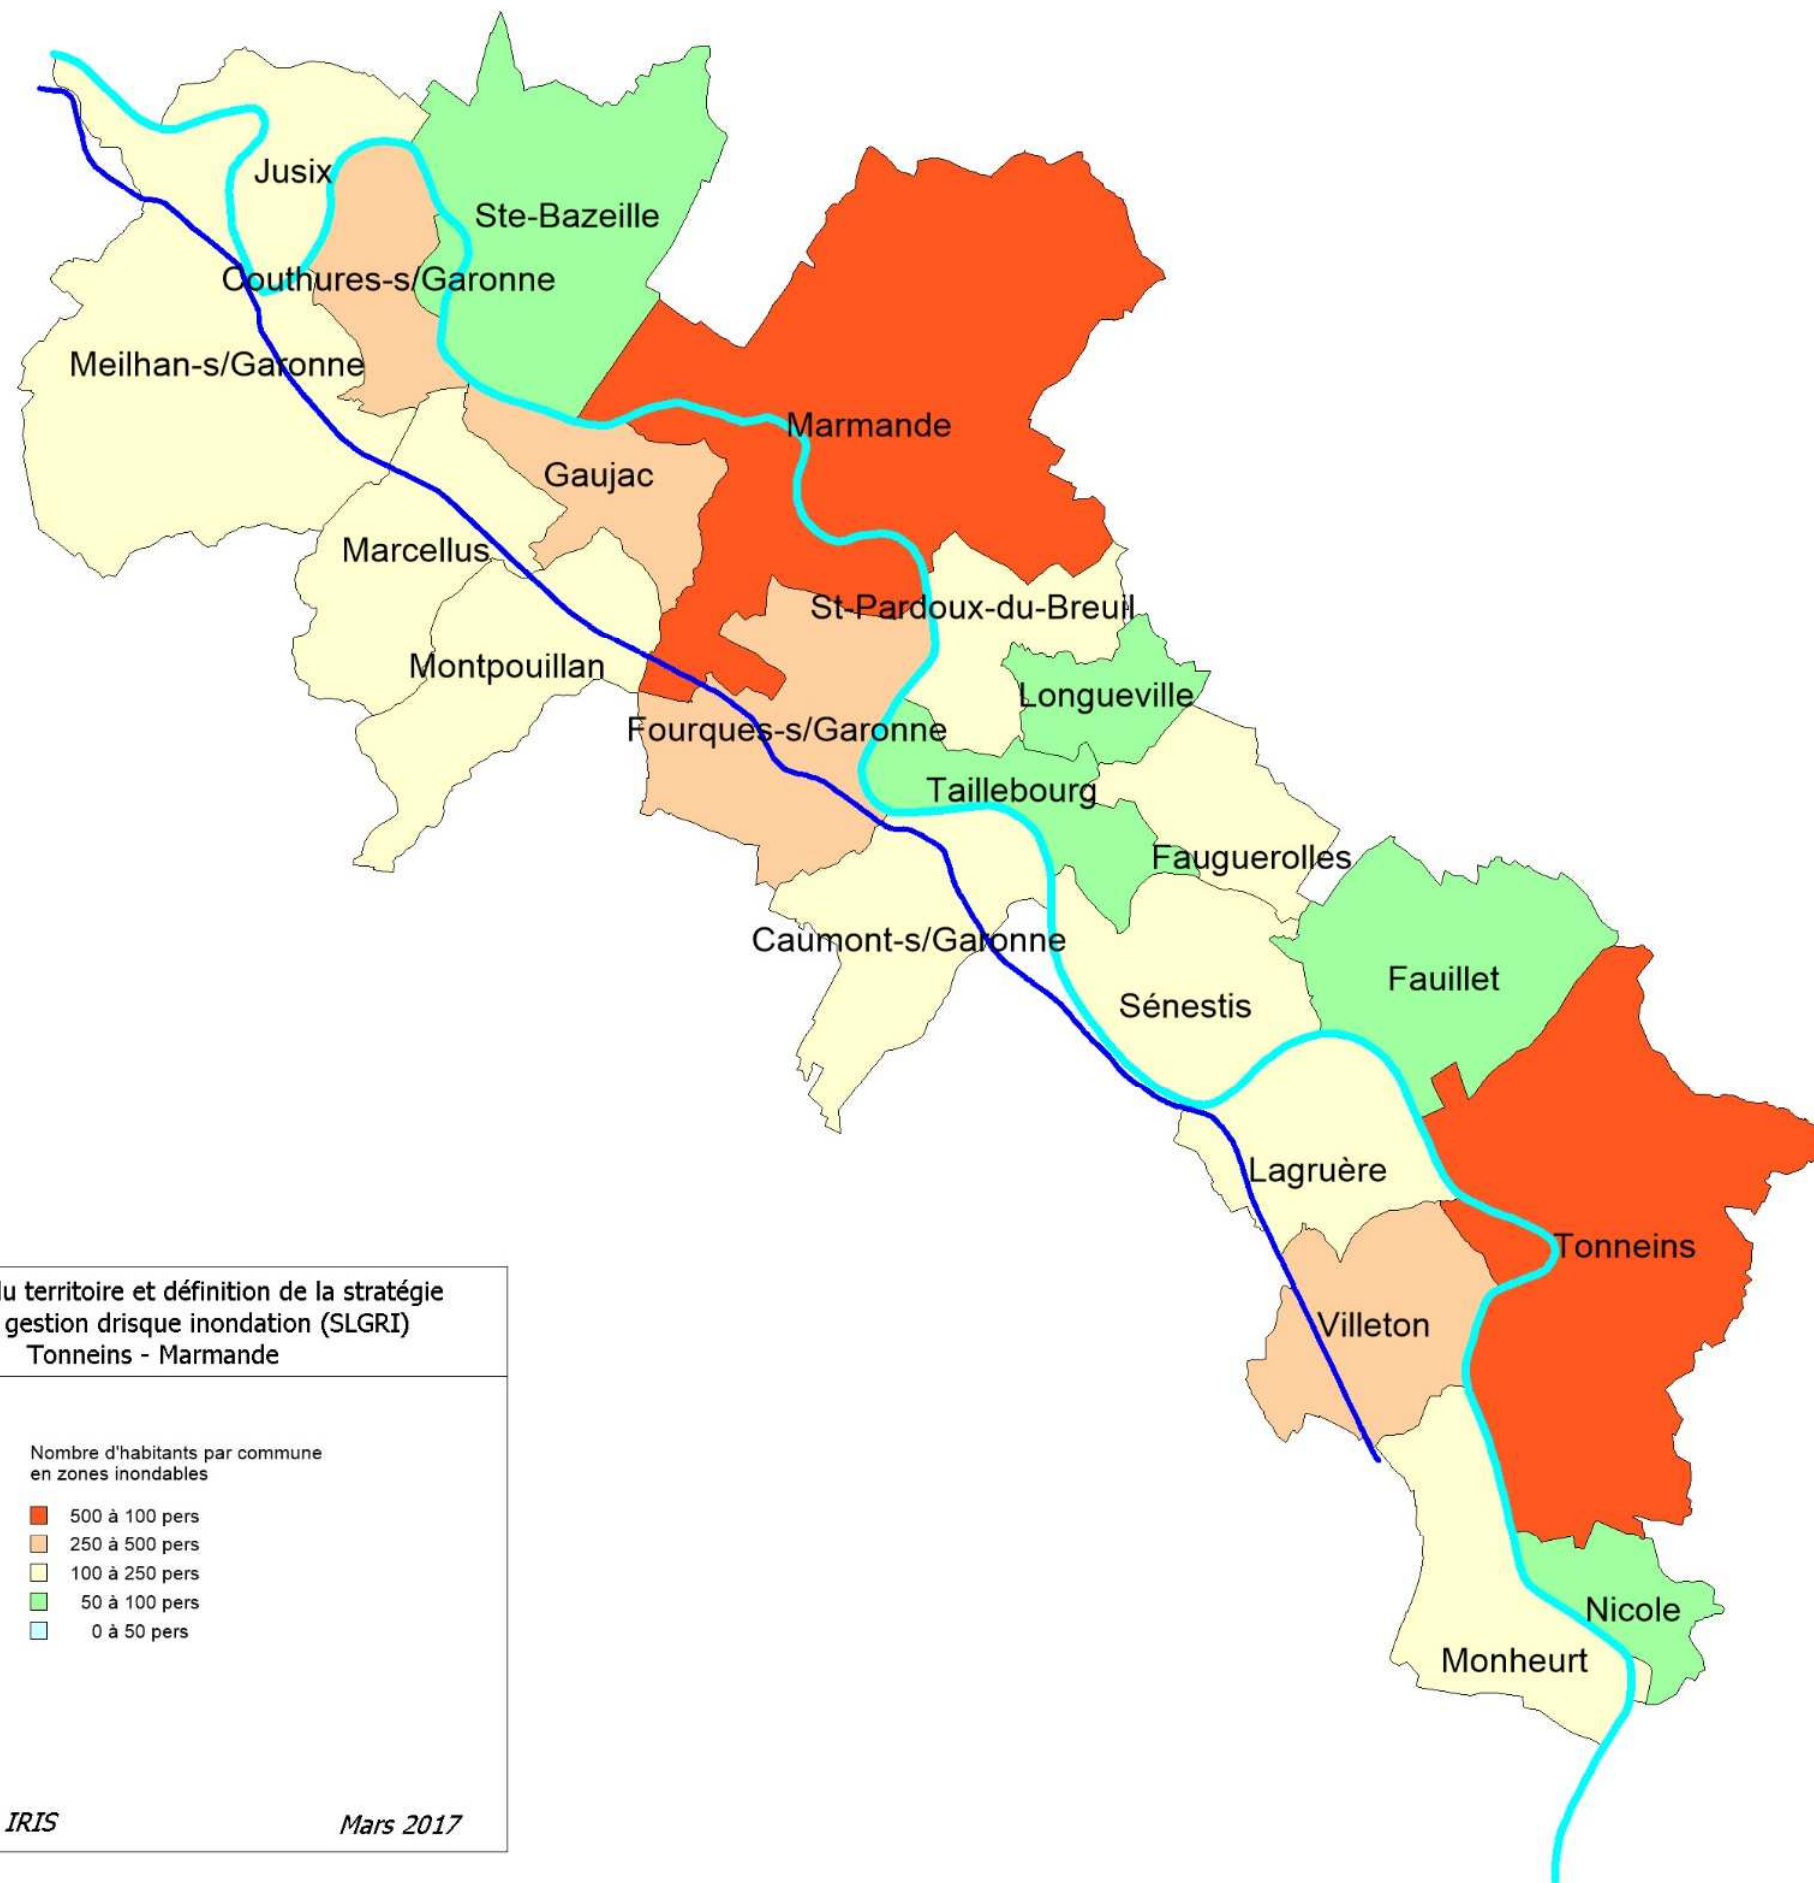 Jusix
Ste-Bazeille
Couthures-s/Garonne
Meilhan-s/Garonne
Marmande
Gaujac
Marcellus
St-Pardoux-du-Breuil
Montpouillan
Longueville
Fourques-s/Garonne
Taillebourg
Fauguerolles
Caumont-s/Garonne
Fauillet
Sénestis
Lagruère
Tonneins
Villeton
Nicole
Monheurt
du territoire et définition de la stratégie
gestion drisque inondation (SLGRI)
Tonneins - Marmande
Nombre d'habitants par commune
en zones inondables
500 à 100 pers
250 à 500 pers
100 à 250 pers
50 à 100 pers
0 à 50 pers
IRIS Mars 2017